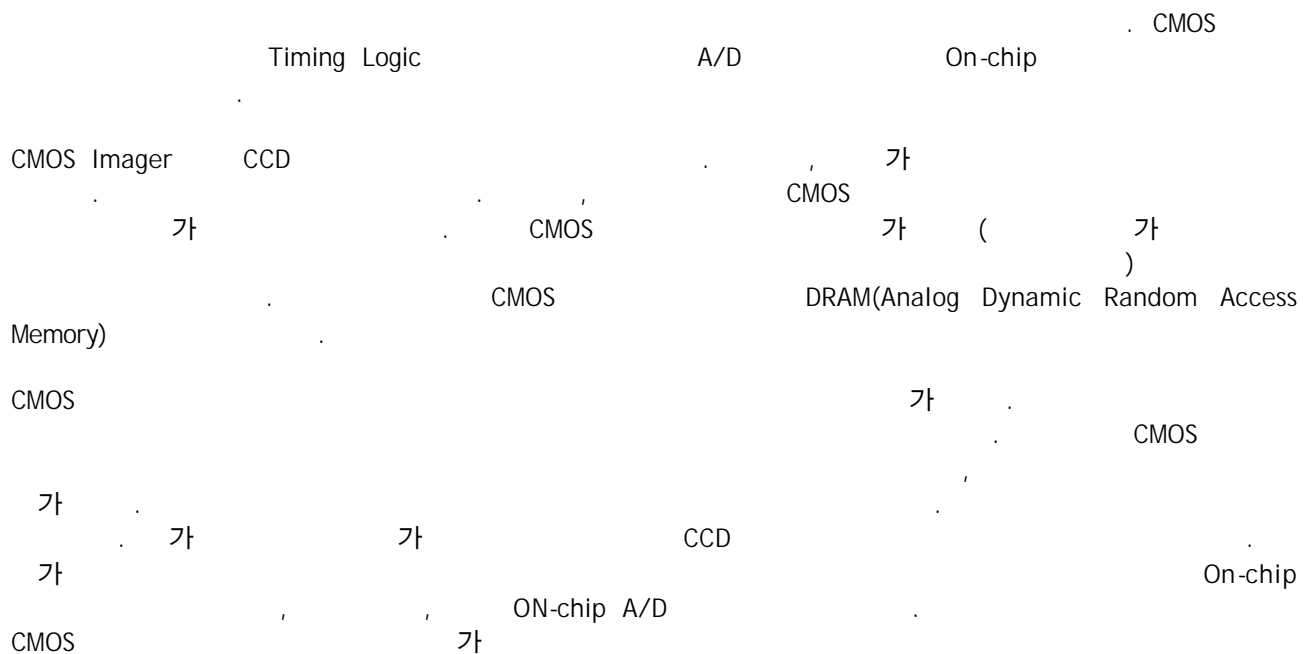 . CMOS
Timing Logic A/D On-chip
.
CMOS Imager CCD . , 가
. . , CMOS
가 . CMOS 가 ( 가
)
. CMOS DRAM(Analog Dynamic Random Access
Memory) .
CMOS 가 .
. CMOS
,
가 . .
. 가 가 CCD .
가 On-chip
, , ON-chip A/D .
CMOS 가